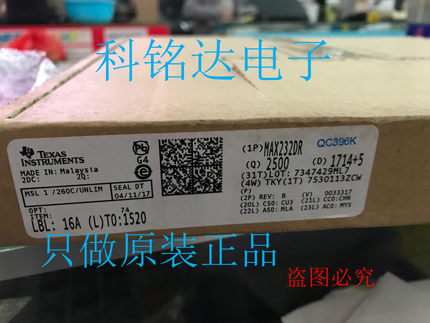 科铭达电子
TEXAS INSTRUMENTS
MADE IN: Malaysia
2DC: 2Q:
G4
MSL 1 /260C/UNLIM
SEAL DT
04/11/17
OPT:
ITEM:
LBL: 16A (L)TO:1520
(1P) MAX232DR
QC396K
(Q) 2500 (D) 1714+5
(31T)LOT: 7347429ML7
(4W) TKY(1T) 7530113ZCW
(P)
(2P) REV: B (V) 0033317
(20L) CSO: CU3 (21L) CCO:CHN
(22L) ASO: MLA (23L) ACO: MYS
只做原装正品
盗图必究